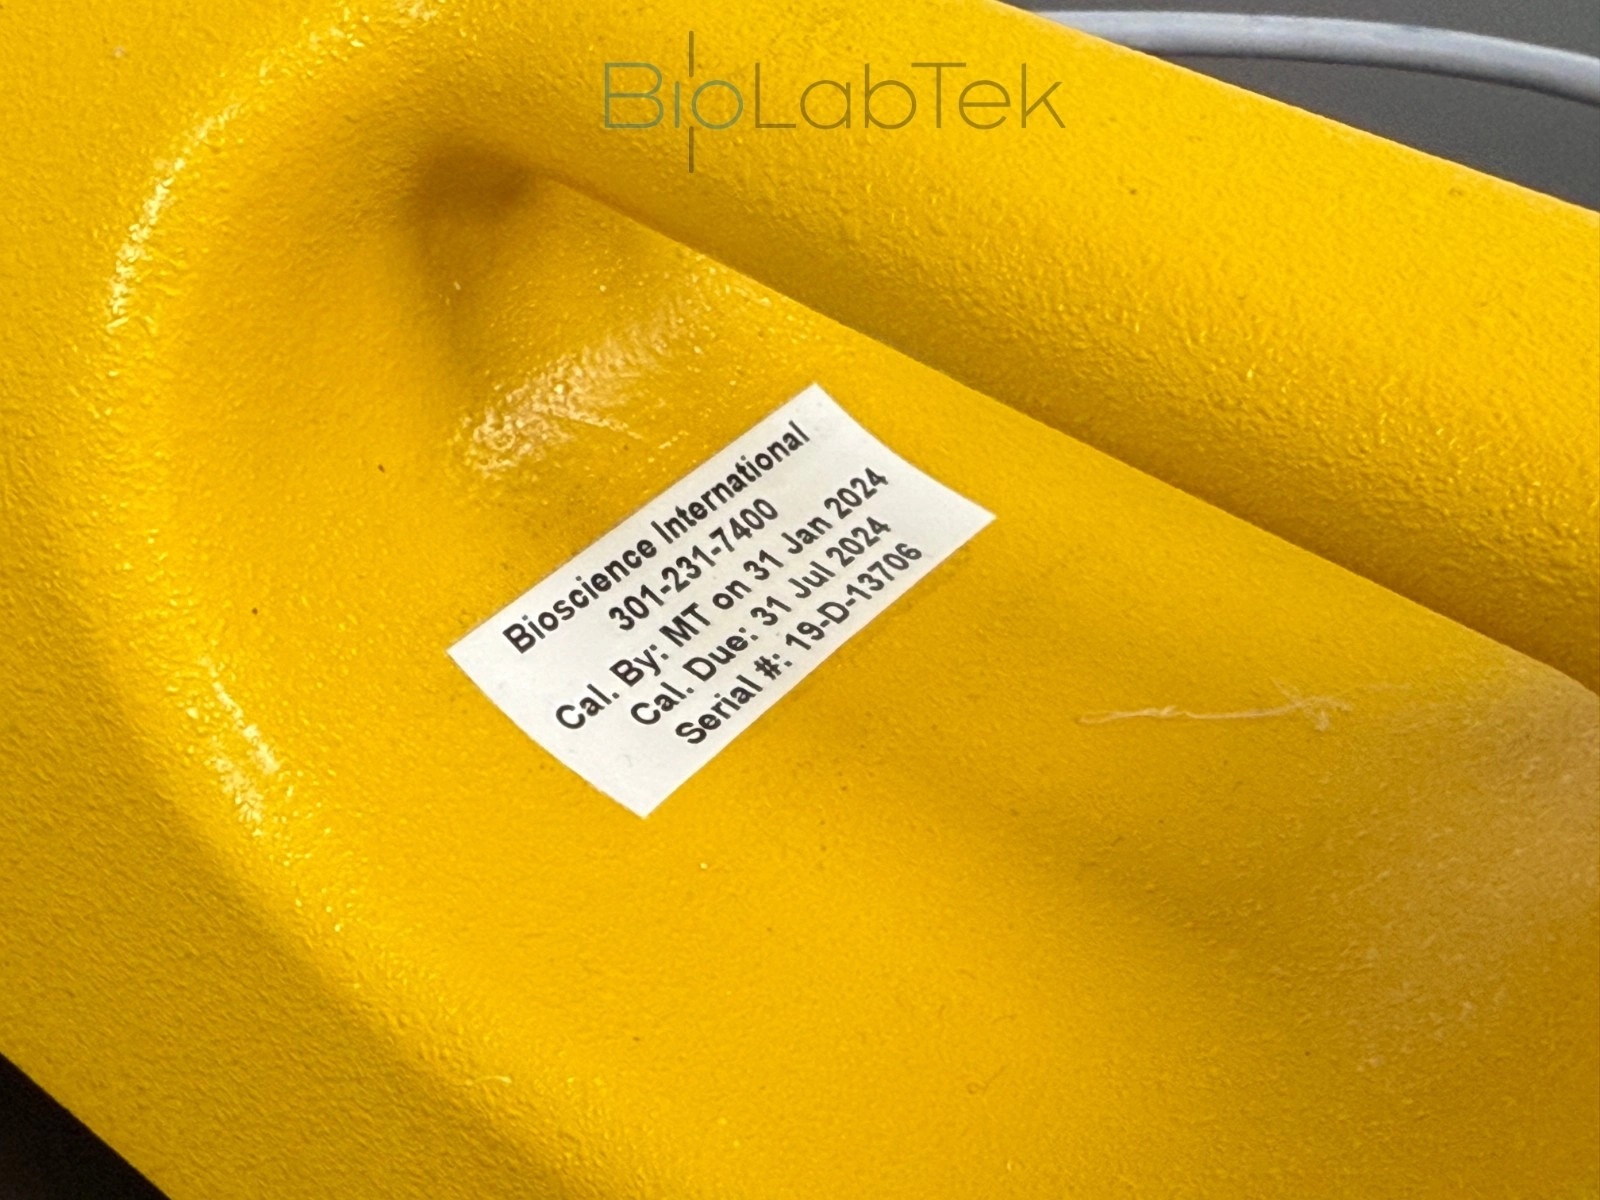 BioLabTek
Bioscience International
301-231-7400
Cal. By: MT on 31 Jan 2024
Cal. Due: 31 Jul 2024
Serial #: 19-D-13706